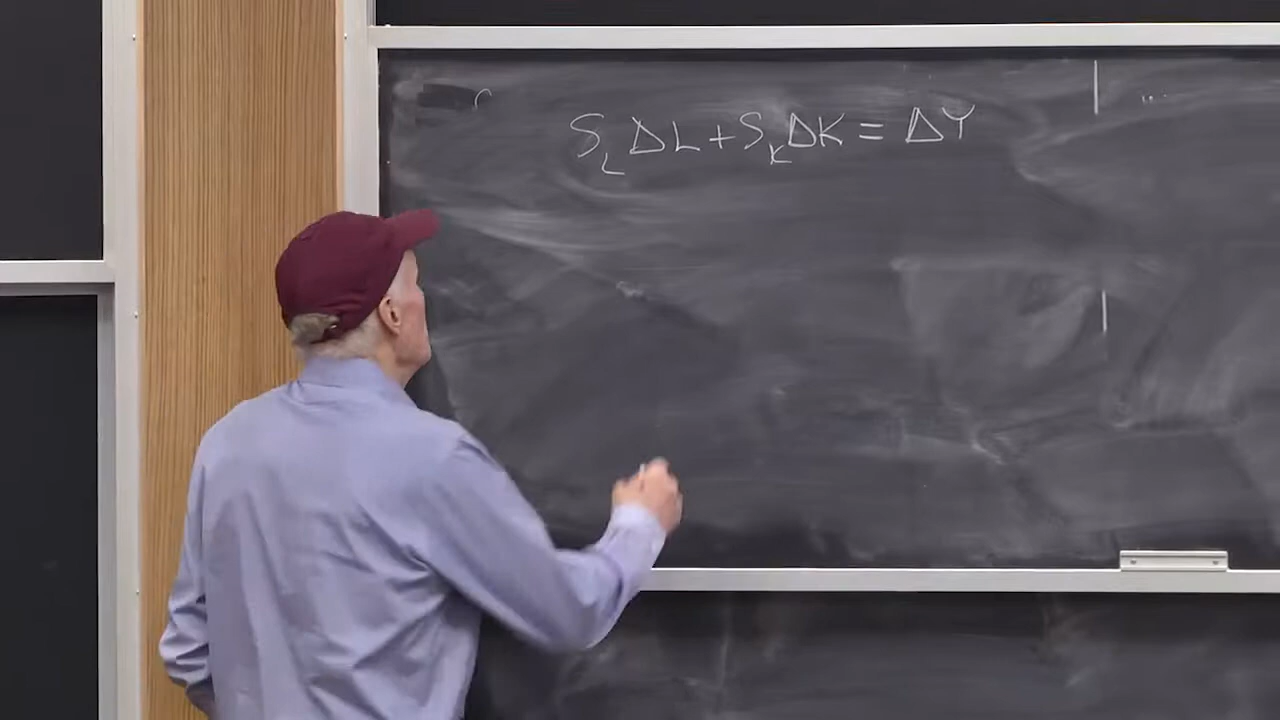 S_L ΔL + S_K ΔK = ΔY